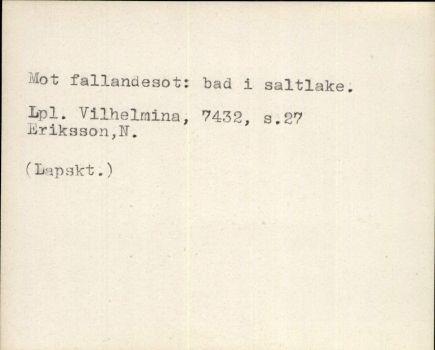 Mot fallandesot: bad i saltlake.
Lpl. Vilhelmina, 7432, s.27
Eriksson,N.
(Lapskt.)